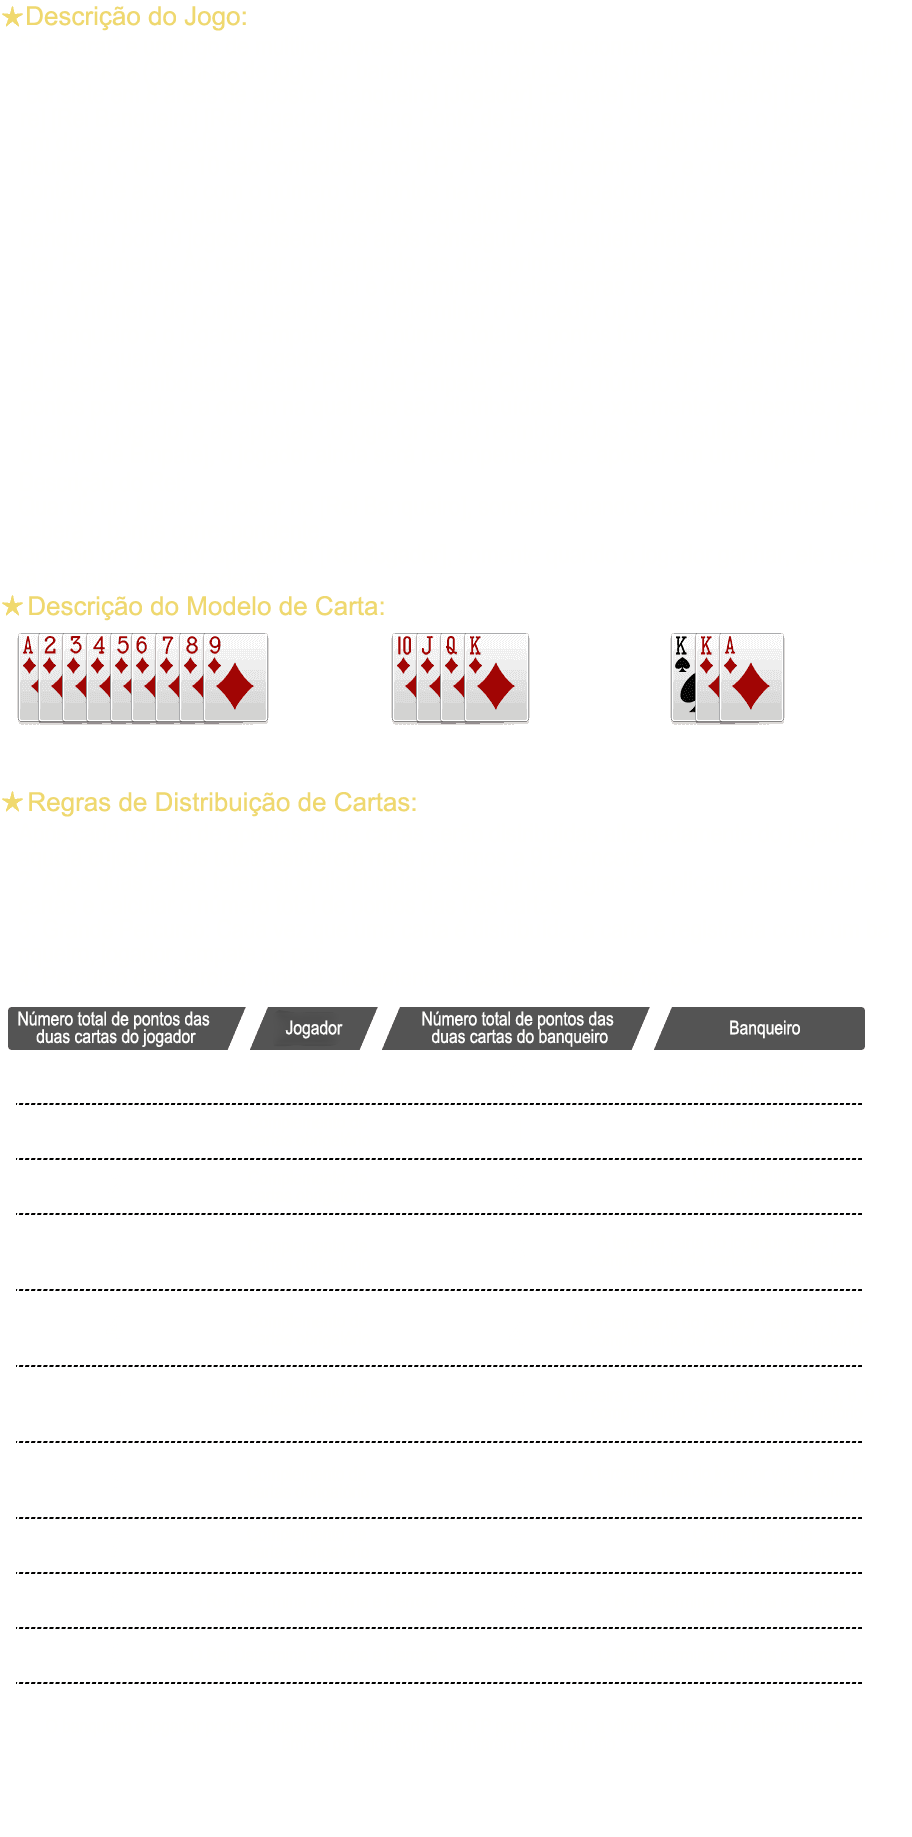 ★Descrição do Jogo:
★Descrição do Modelo de Carta:
A 2 3 4 5 6 7 8 9 10 J Q K K K A
★Regras de Distribuição de Cartas:
Número total de pontos das
duas cartas do jogador
Jogador
Número total de pontos das
duas cartas do banqueiro
Banqueiro